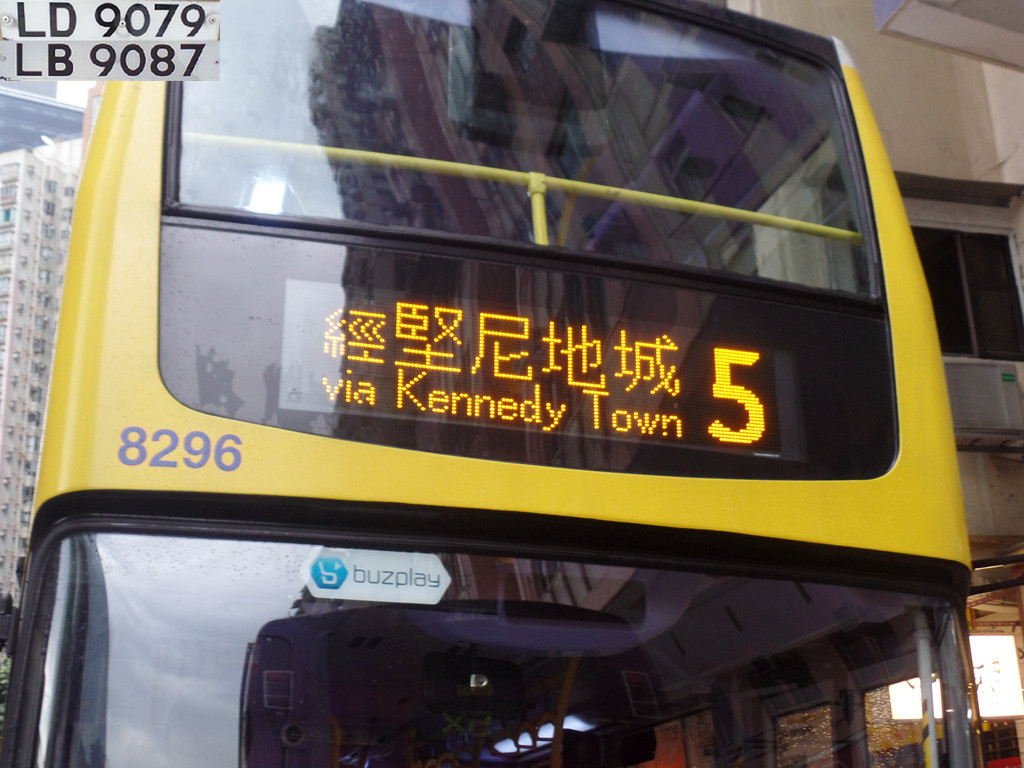 LD 9079
LB 9087
經堅尼地城
via Kennedy Town
5
8296
buzplay